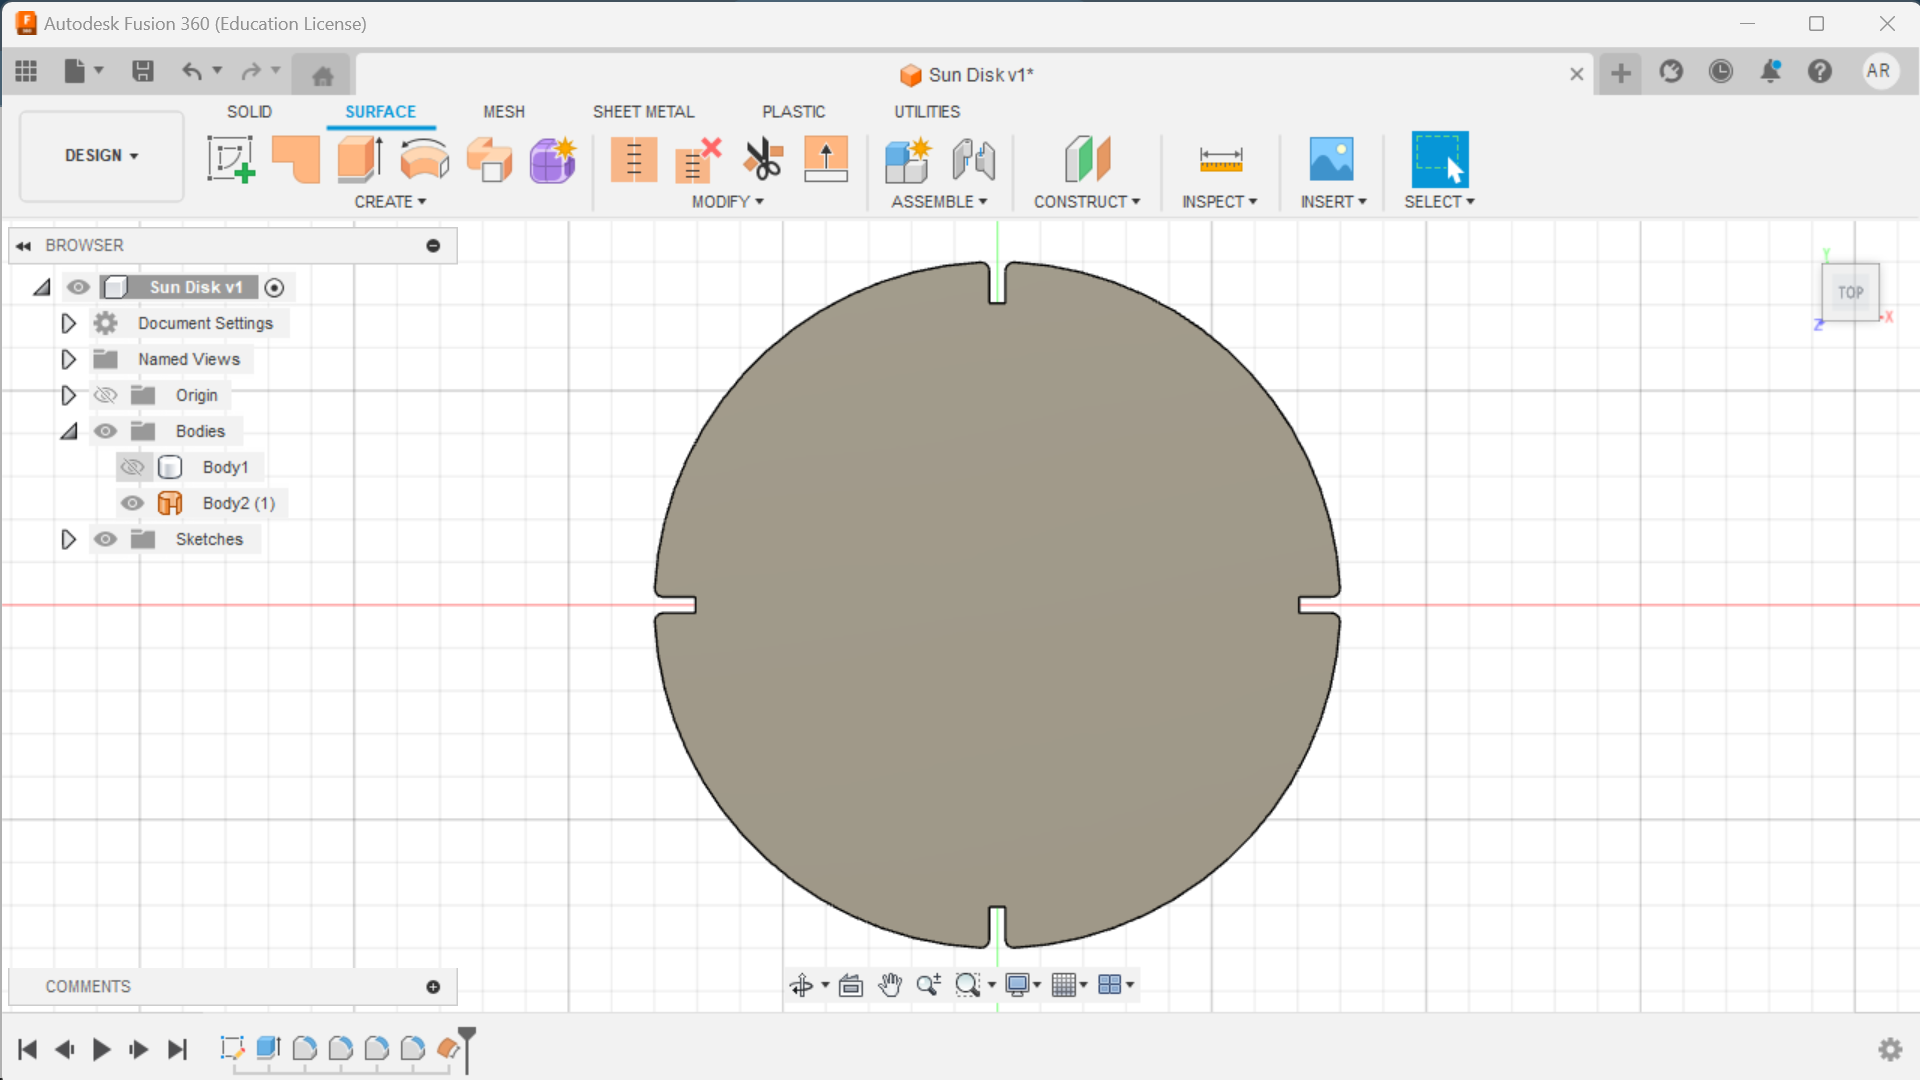 Autodesk Fusion 360 (Education License)
Sun Disk v1*
AR
SOLID SURFACE MESH SHEET METAL PLASTIC UTILITIES
DESIGN ▾
CREATE ▾ MODIFY ▾ ASSEMBLE ▾ CONSTRUCT ▾ INSPECT ▾ INSERT ▾ SELECT ▾
BROWSER
Sun Disk v1
Document Settings
Named Views
Origin
Bodies
Body1
Body2 (1)
Sketches
Y
TOP
X
Z
COMMENTS